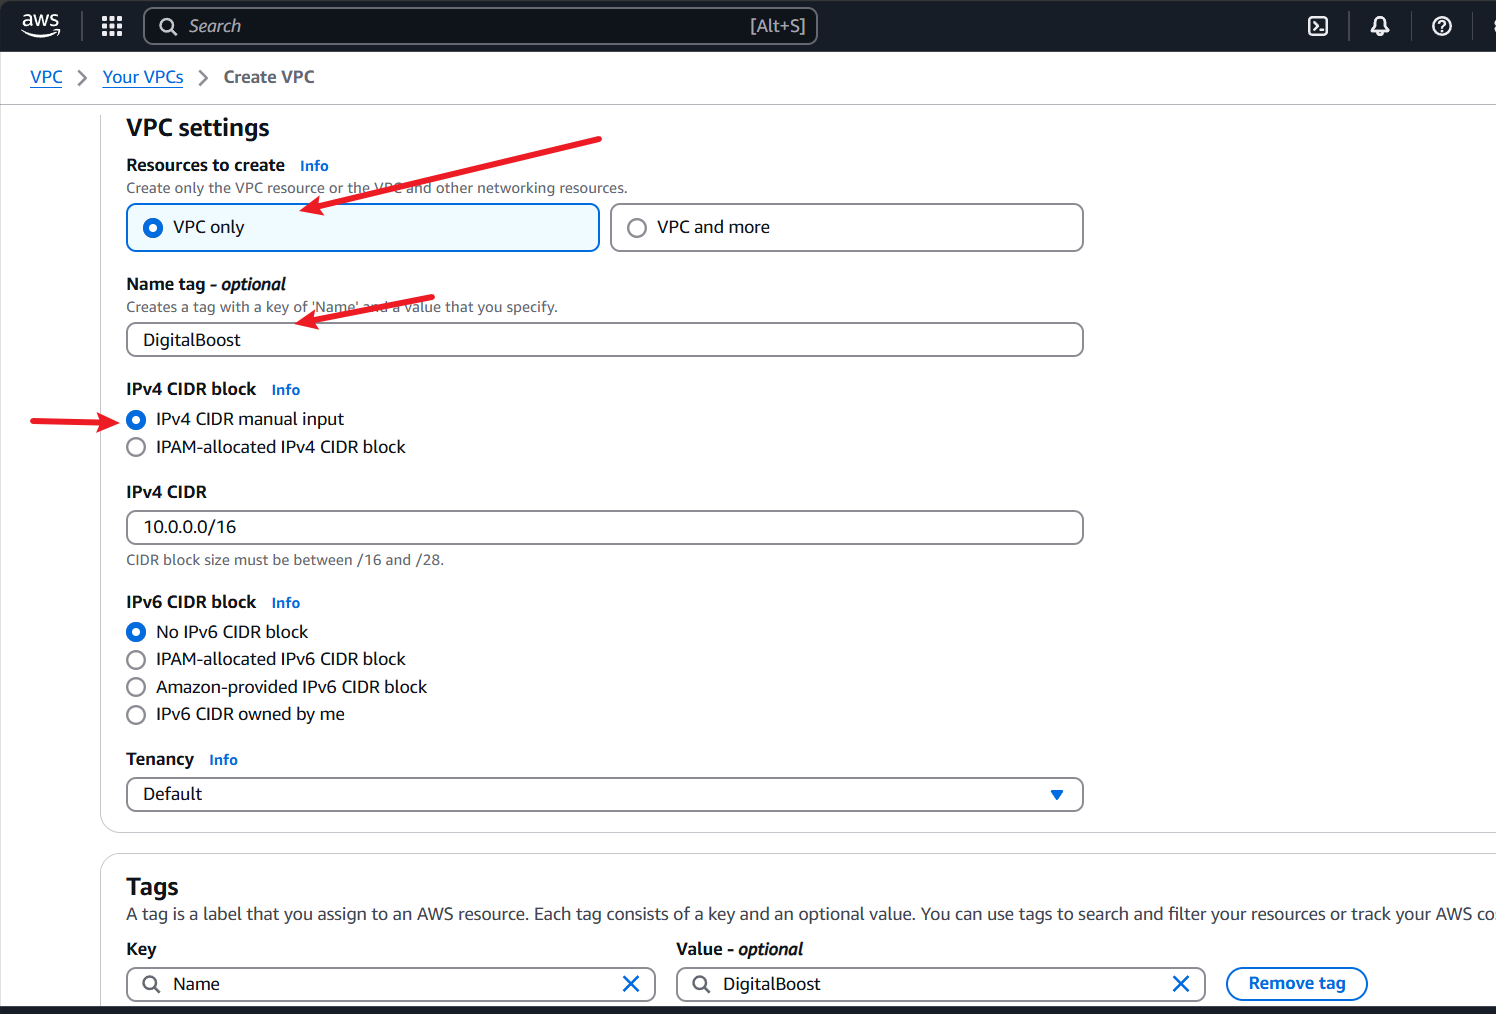 aws
Search [Alt+S]
VPC > Your VPCs > Create VPC
VPC settings
Resources to create Info
Create only the VPC resource or the VPC and other networking resources.
VPC only
VPC and more
Name tag - optional
Creates a tag with a key of 'Name' and a value that you specify.
DigitalBoost
IPv4 CIDR block Info
IPv4 CIDR manual input
IPAM-allocated IPv4 CIDR block
IPv4 CIDR
10.0.0.0/16
CIDR block size must be between /16 and /28.
IPv6 CIDR block Info
No IPv6 CIDR block
IPAM-allocated IPv6 CIDR block
Amazon-provided IPv6 CIDR block
IPv6 CIDR owned by me
Tenancy Info
Default
Tags
A tag is a label that you assign to an AWS resource. Each tag consists of a key and an optional value. You can use tags to search and filter your resources or track your AWS co
Key Value - optional
Name DigitalBoost Remove tag